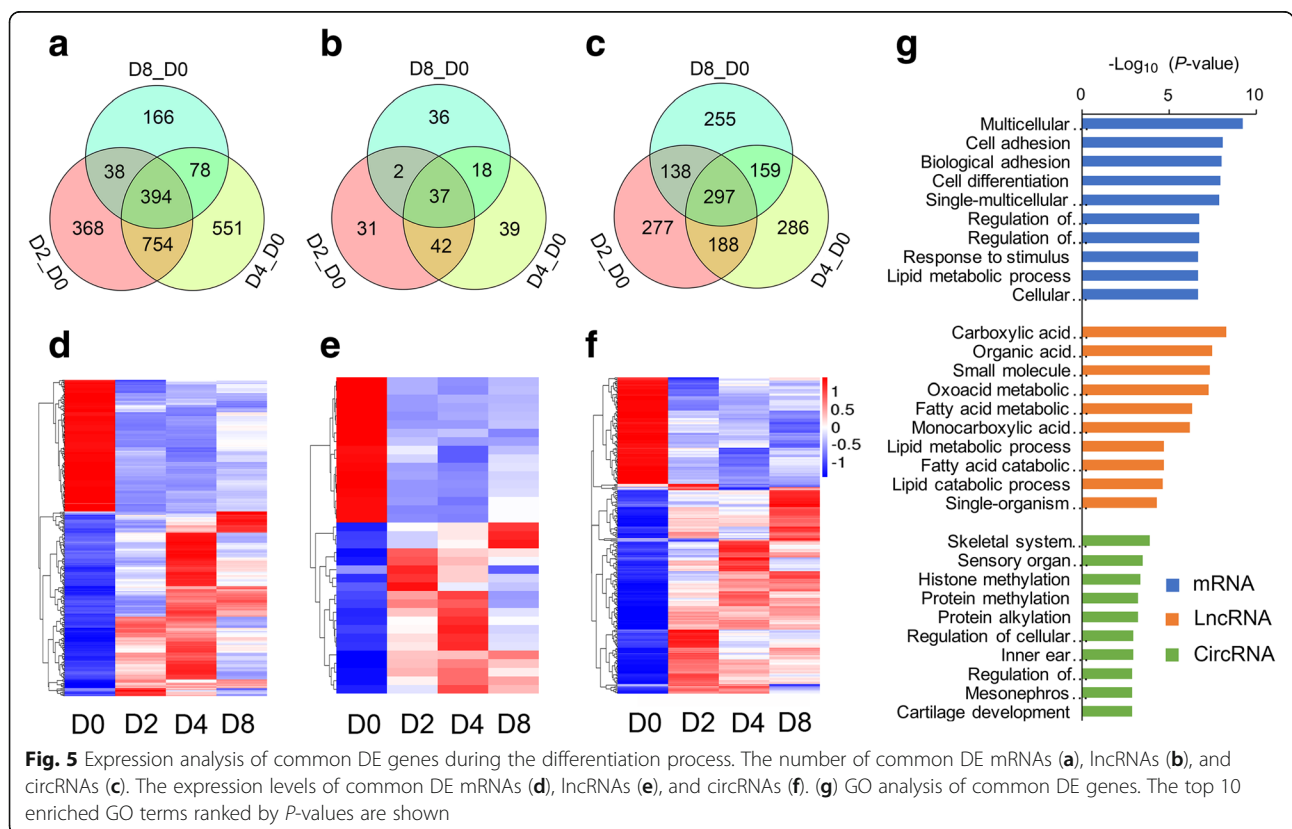 a
D8_D0
166
38
78
394
368
754
551
D2_D0
D4_D0
b
D8_D0
36
2
18
37
31
42
39
D2_D0
D4_D0
c
D8_D0
255
138
159
297
277
188
286
D2_D0
D4_D0
d
D0 D2 D4 D8
e
D0 D2 D4 D8
f
1
0.5
0
-0.5
-1
D0 D2 D4 D8
g
-Log10 (P-value)
0 5 10
Multicellular ...
Cell adhesion
Biological adhesion
Cell differentiation
Single-multicellular ...
Regulation of ...
Regulation of ...
Response to stimulus
Lipid metabolic process
Cellular ...
Carboxylic acid ...
Organic acid ...
Small molecule ...
Oxoacid metabolic ...
Fatty acid metabolic ...
Monocarboxylic acid ...
Lipid metabolic process
Fatty acid catabolic ...
Lipid catabolic process
Single-organism ...
Skeletal system ...
Sensory organ ...
Histone methylation
Protein methylation
Protein alkylation
Regulation of cellular ...
Inner ear ...
Regulation of ...
Mesonephros ...
Cartilage development
mRNA
LncRNA
CircRNA
Fig. 5 Expression analysis of common DE genes during the differentiation process. The number of common DE mRNAs (a), lncRNAs (b), and
circRNAs (c). The expression levels of common DE mRNAs (d), lncRNAs (e), and circRNAs (f). (g) GO analysis of common DE genes. The top 10
enriched GO terms ranked by P-values are shown